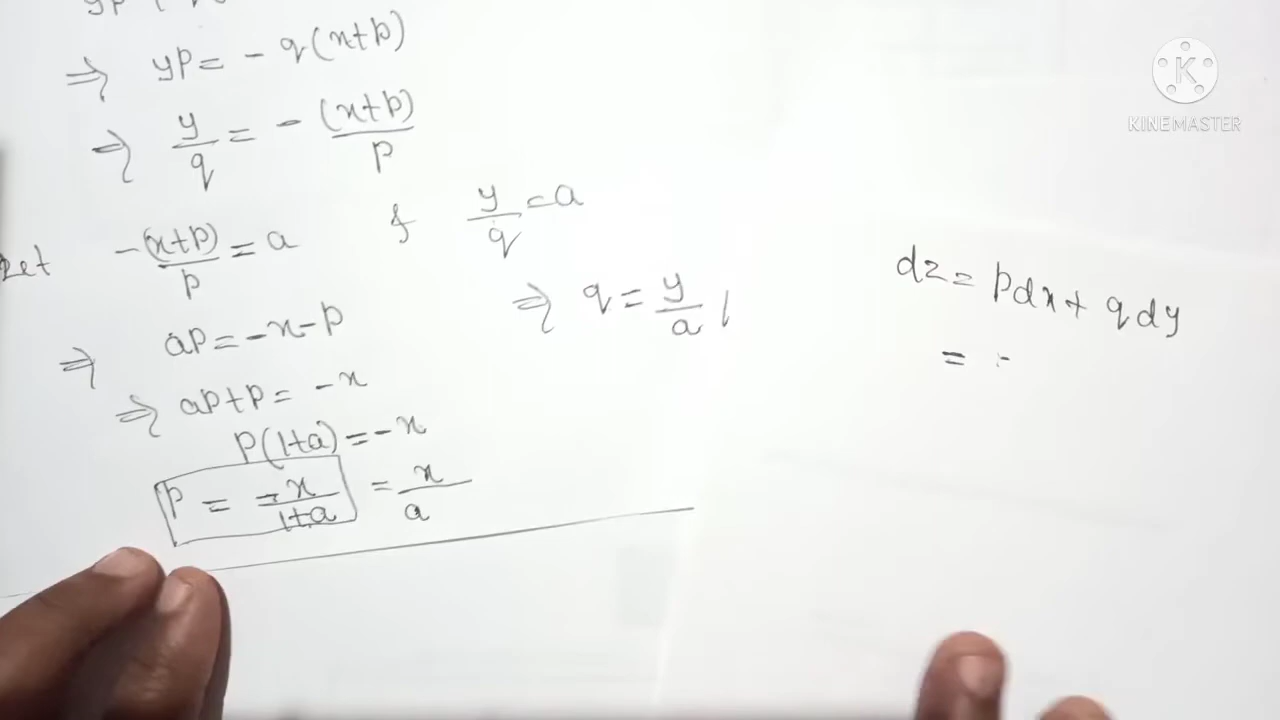 ⇒ yp = - q(x+p)
⇒ y/q = - (x+p)/p
Let -(x+p)/p = a & y/q = a
⇒ ap = -x-p
⇒ q = y/a
⇒ ap+p = -x
p(1+a) = -x
p = -x/1+a = x/a
dz = pdx + qdy
=
K
KINEMASTER